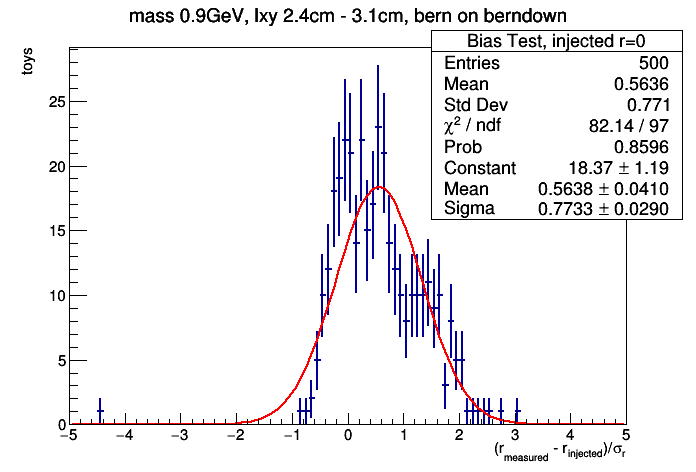 mass 0.9GeV, lxy 2.4cm - 3.1cm, bern on berndown
toys
Bias Test, injected r=0
Entries 500
Mean 0.5636
Std Dev 0.771
χ² / ndf 82.14 / 97
Prob 0.8596
Constant 18.37 ± 1.19
Mean 0.5638 ± 0.0410
Sigma 0.7733 ± 0.0290
25
20
15
10
5
0
−5 −4 −3 −2 −1 0 1 2 3 4 5
(r_measured - r_injected)/σ_r